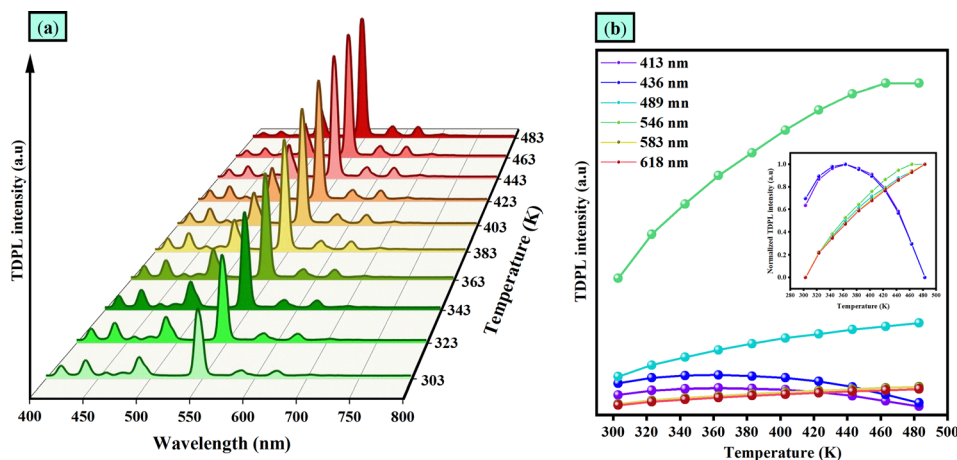 (a)
TDPL intensity (a.u)
483
463
443
423
403
383
363
343
323
303
Temperature (K)
400 450 500 550 600 650 700 750 800
Wavelength (nm)
(b)
TDPL intensity (a.u)
413 nm
436 nm
489 mn
546 nm
583 nm
618 nm
Normalized TDPL intensity (a.u)
1.0
0.8
0.6
0.4
0.2
0.0
280 300 320 340 360 380 400 420 440 460 480 500
Temperature (K)
300 320 340 360 380 400 420 440 460 480 500
Temperature (K)